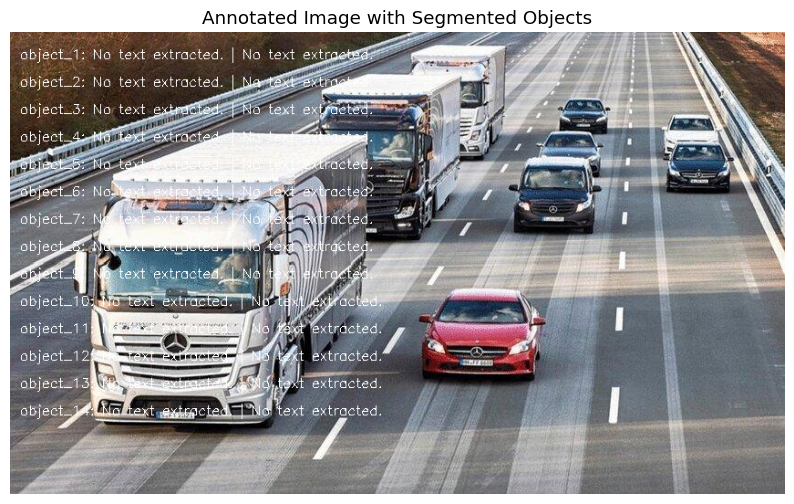 Annotated Image with Segmented Objects
object_1: No text extracted. | No text extracted.
object_2: No text extracted. | No text extracted.
object_3: No text extracted. | No text extracted.
object_4: No text extracted. | No text extracted.
object_5: No text extracted. | No text extracted.
object_6: No text extracted. | No text extracted.
object_7: No text extracted. | No text extracted.
object_8: No text extracted. | No text extracted.
object_9: No text extracted. | No text extracted.
object_10: No text extracted. | No text extracted.
object_11: No text extracted. | No text extracted.
object_12: No text extracted. | No text extracted.
object_13: No text extracted. | No text extracted.
object_14: No text extracted. | No text extracted.